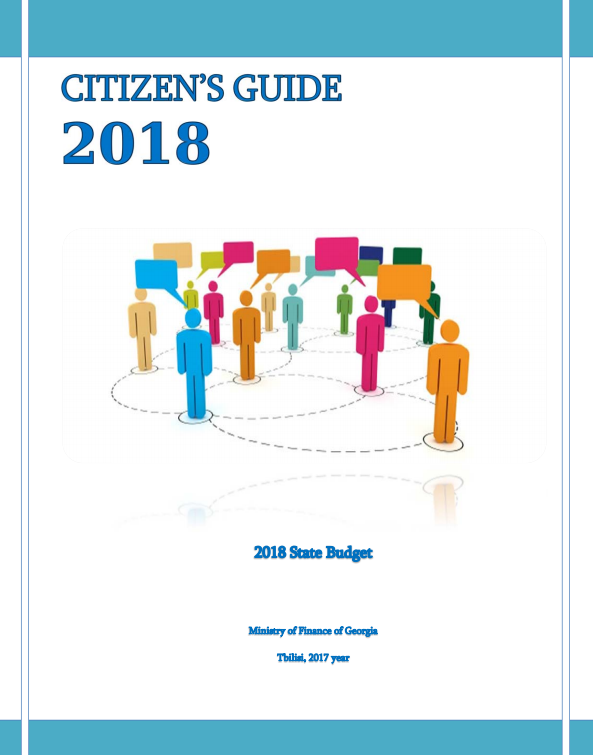 CITIZEN'S GUIDE
2018
2018 State Budget
Ministry of Finance of Georgia
Tbilisi, 2017 year